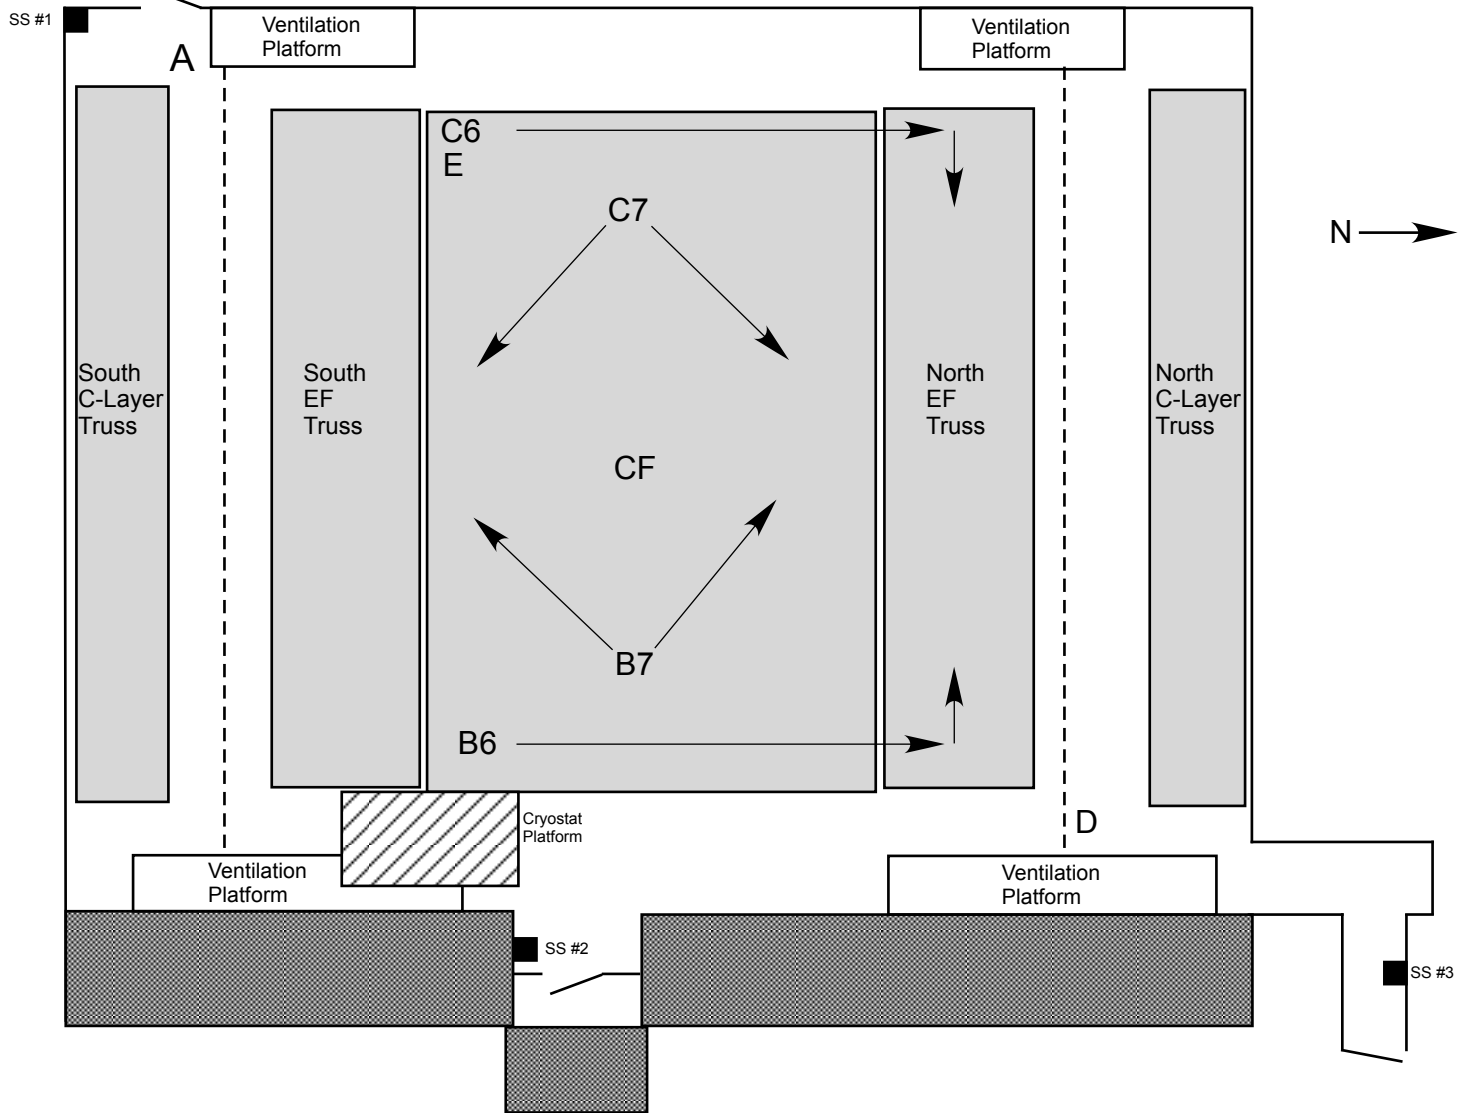 SS #1
A
Ventilation
Platform
Ventilation
Platform
C6
E
C7
N
South
C-Layer
Truss
South
EF
Truss
North
EF
Truss
North
C-Layer
Truss
CF
B7
B6
Cryostat
Platform
D
Ventilation
Platform
Ventilation
Platform
SS #2
SS #3